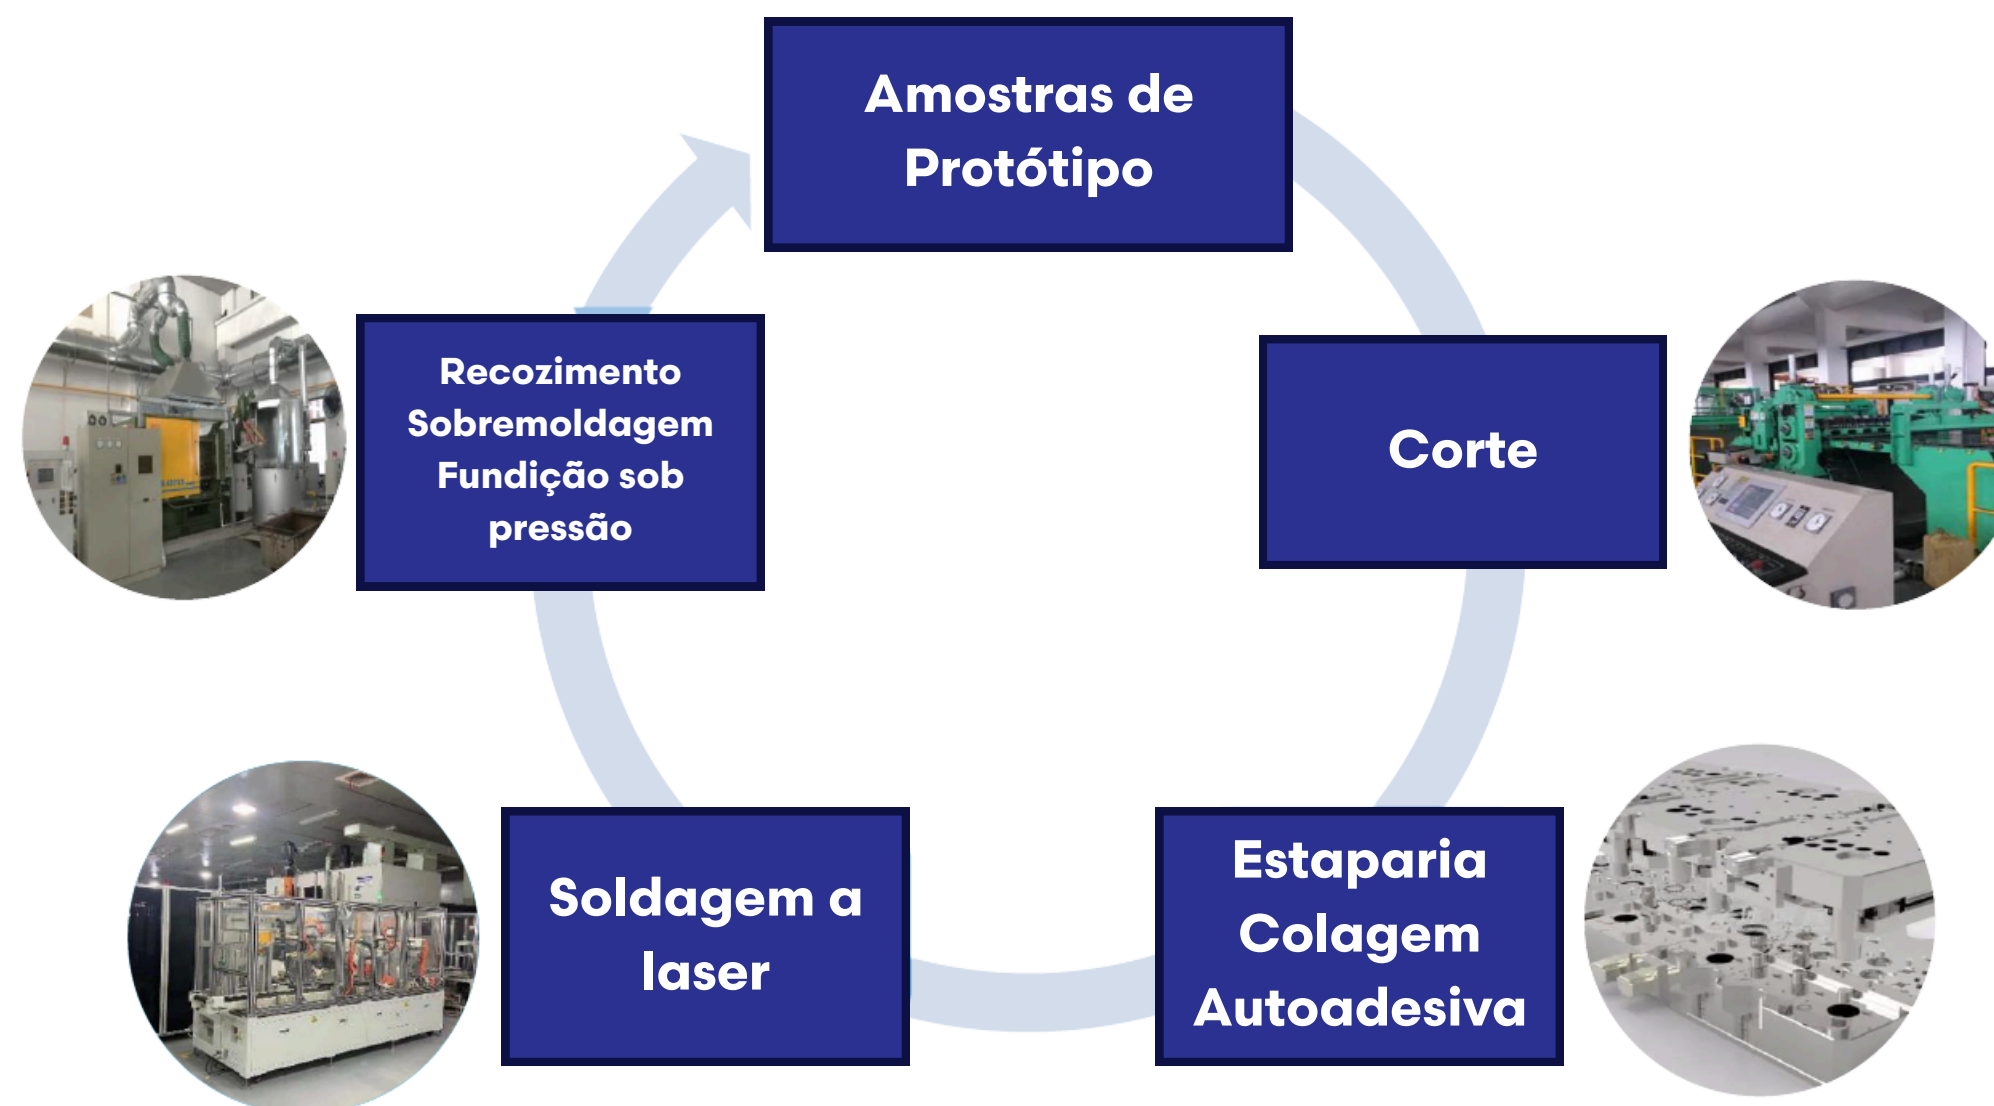 Amostras de
Protótipo
Recozimento
Sobremoldagem
Fundição sob
pressão
Corte
Soldagem a
laser
Estaparia
Colagem
Autoadesiva